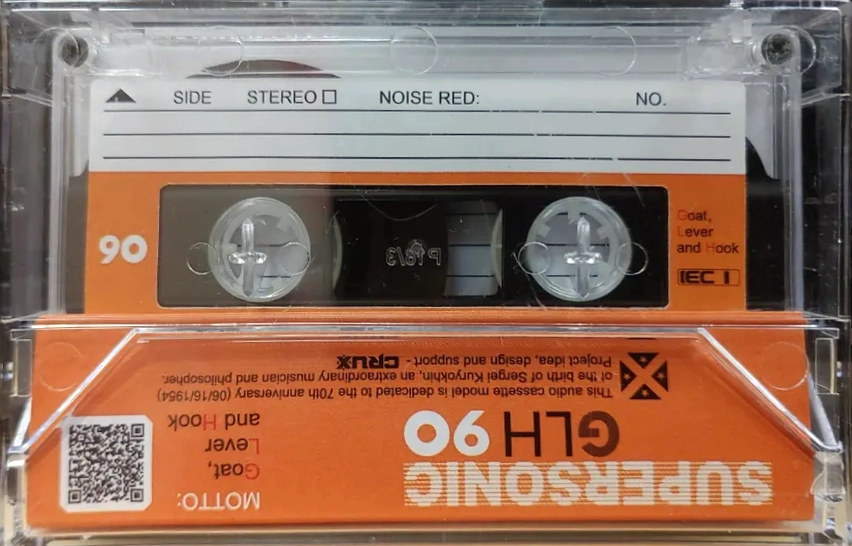 SIDE STEREO NOISE RED: NO.
90
Goat,
Lever
and Hook
IEC I
P 18/3
SUPERSONIC
GLH 90
This audio cassette model is dedicated to the 70th anniversary (06/16/1954)
of the birth of Sergei Kuryokhin, an extraordinary musician and philosopher.
Project idea, design and support - CRUX
MOTTO:
Goat,
Lever
and Hook